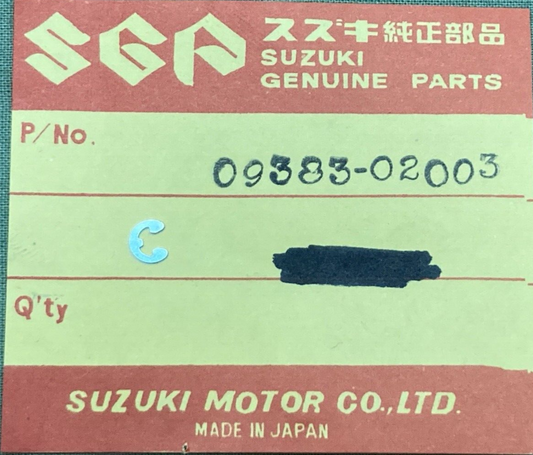 SGP
スズキ純正部品
SUZUKI
GENUINE PARTS
P/No.
09383-02003
Q'ty
SUZUKI MOTOR CO.,LTD.
MADE IN JAPAN